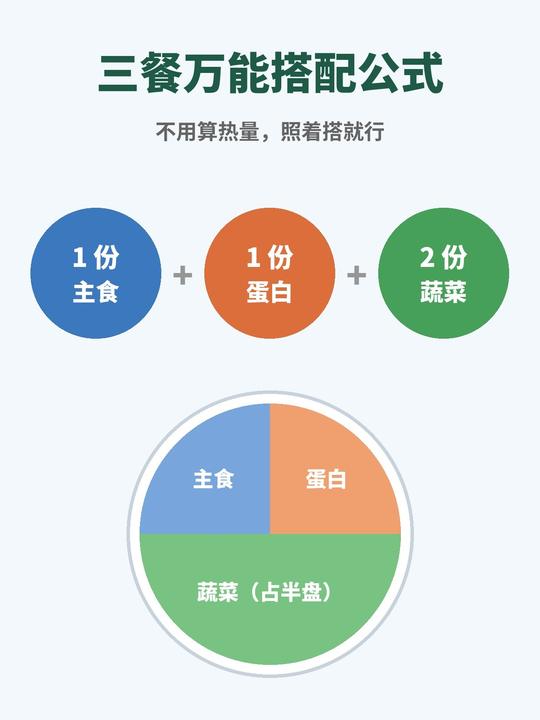 三餐万能搭配公式
不用算热量，照着搭就行
1 份
主食
+
1 份
蛋白
+
2 份
蔬菜
主食
蛋白
蔬菜（占半盘）